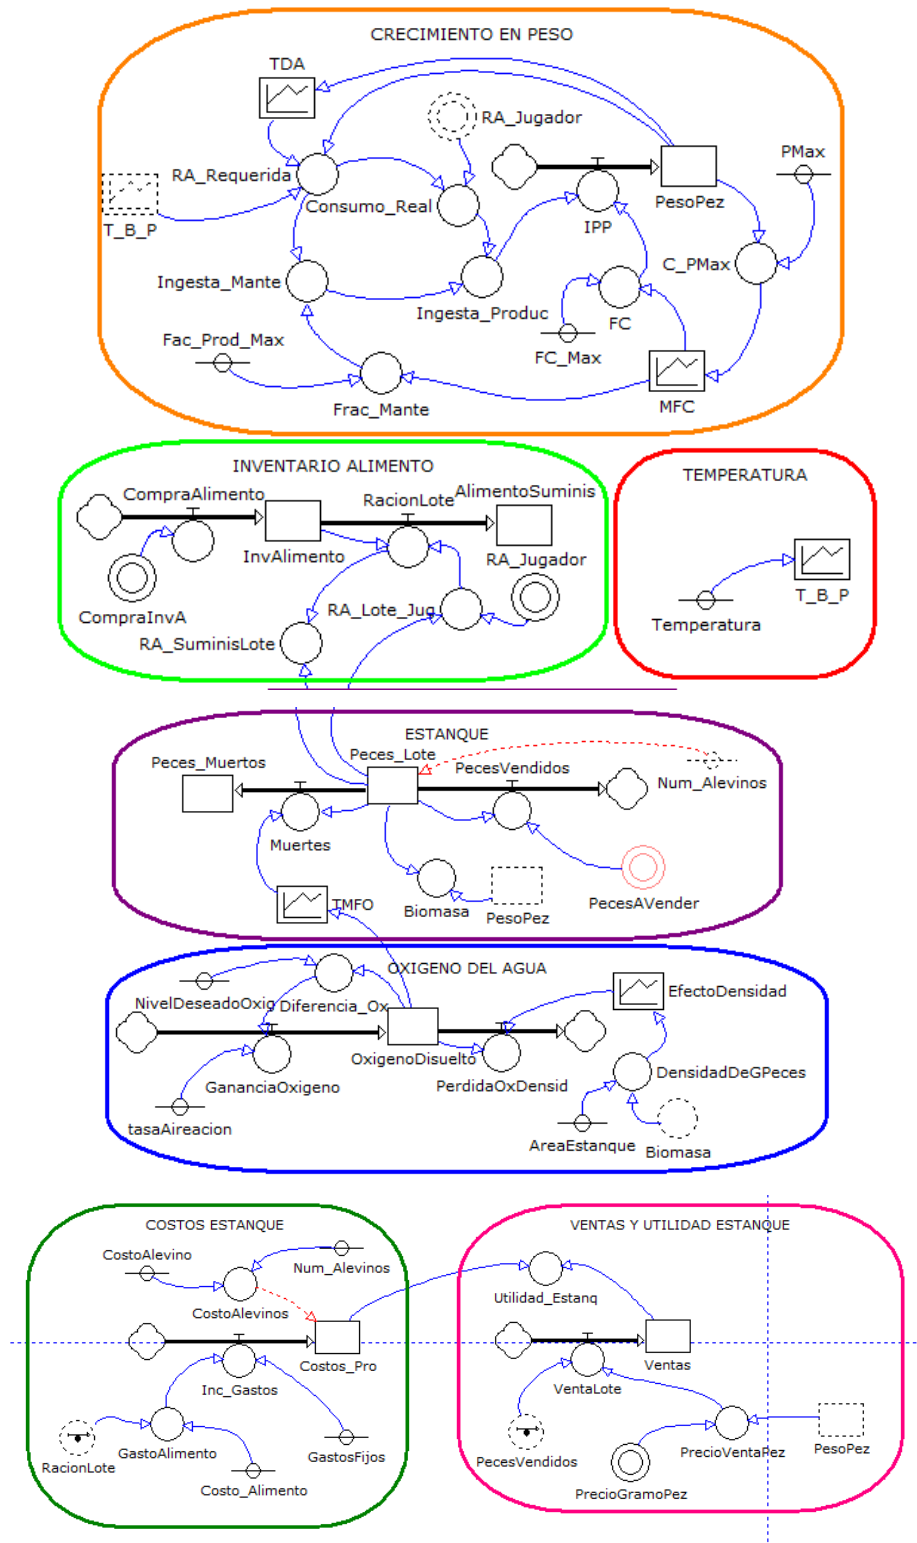 CRECIMIENTO EN PESO
TDA
RA_Jugador
PMax
RA_Requerida
Consumo_Real
PesoPez
T_B_P
IPP
C_PMax
Ingesta_Mante
Ingesta_Produc
FC
Fac_Prod_Max
FC_Max
Frac_Mante
MFC
INVENTARIO ALIMENTO
CompraAlimento
RacionLote
AlimentoSuminis
InvAlimento
RA_Jugador
CompraInvA
RA_Lote_Jug
RA_SuminisLote
TEMPERATURA
T_B_P
Temperatura
ESTANQUE
Peces_Lote
Peces_Muertos
PecesVendidos
Num_Alevinos
Muertes
TMFO
Biomasa
PesoPez
PecesAVender
OXIGENO DEL AGUA
NivelDeseadoOxig
Diferencia_Ox
EfectoDensidad
OxigenoDisuelto
GananciaOxigeno
PerdidaOxDensid
DensidadDeGPeces
tasaAireacion
AreaEstanque
Biomasa
COSTOS ESTANQUE
CostoAlevino
Num_Alevinos
CostoAlevinos
Costos_Pro
Inc_Gastos
RacionLote
GastoAlimento
GastosFijos
Costo_Alimento
VENTAS Y UTILIDAD ESTANQUE
Utilidad_Estanq
Ventas
VentaLote
PecesVendidos
PrecioVentaPez
PesoPez
PrecioGramoPez